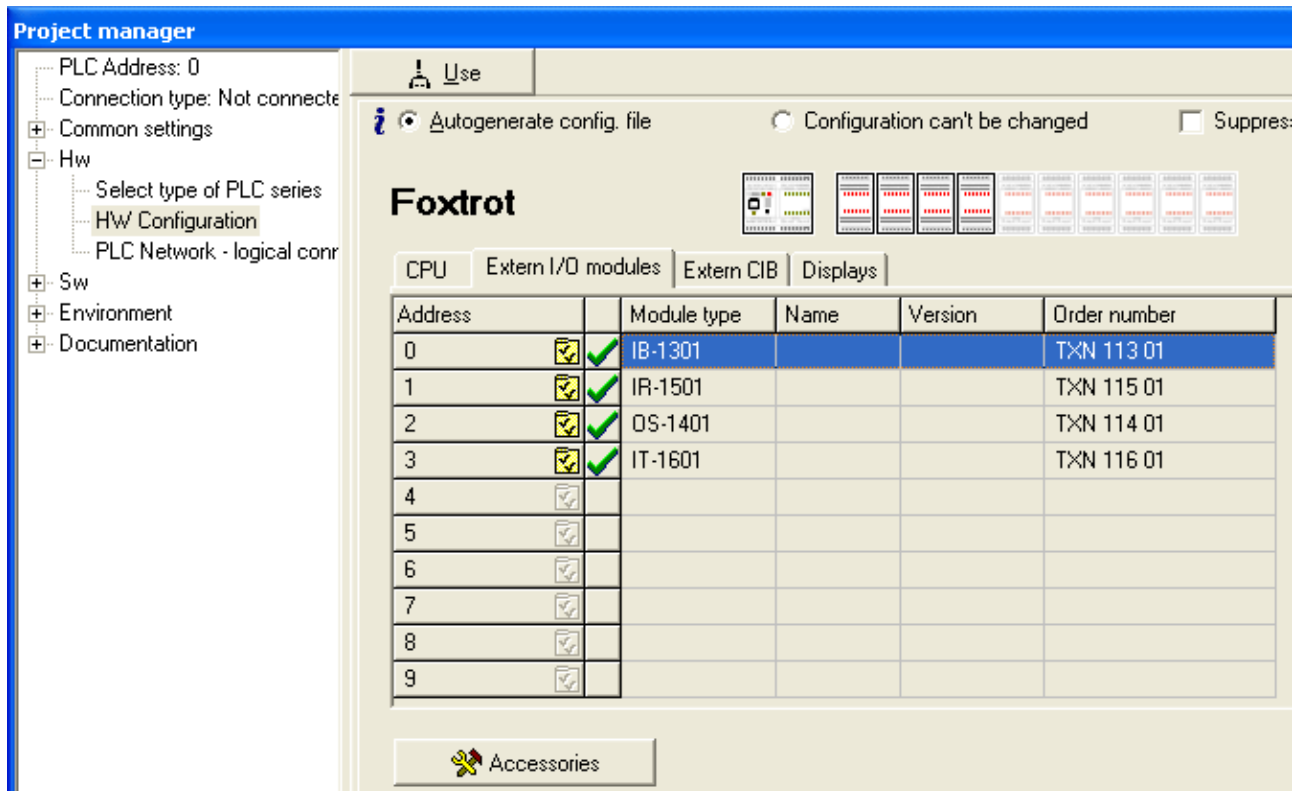 Project manager
PLC Address: 0
Connection type: Not connecte
Common settings
Hw
Select type of PLC series
HW Configuration
PLC Network - logical conr
Sw
Environment
Documentation
Use
Autogenerate config. file
Configuration can't be changed
Suppres
Foxtrot
CPU
Extern I/O modules
Extern CIB
Displays
Address Module type Name Version Order number
0 IB-1301 TXN 113 01
1 IR-1501 TXN 115 01
2 OS-1401 TXN 114 01
3 IT-1601 TXN 116 01
4
5
6
7
8
9
Accessories